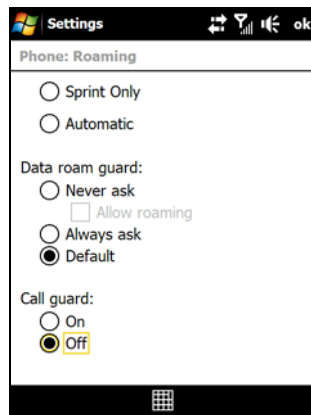 Settings
ok
Phone: Roaming
Sprint Only
Automatic
Data roam guard:
Never ask
Allow roaming
Always ask
Default
Call guard:
On
Off